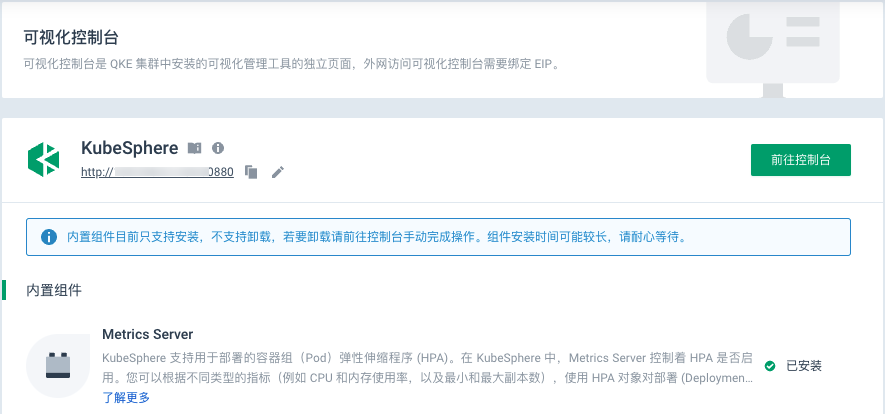 可视化控制台
可视化控制台是 QKE 集群中安装的可视化管理工具的独立页面，外网访问可视化控制台需要绑定 EIP。
KubeSphere
http:// 0880
前往控制台
内置组件目前只支持安装，不支持卸载，若要卸载请前往控制台手动完成操作。组件安装时间可能较长，请耐心等待。
内置组件
Metrics Server
KubeSphere 支持用于部署的容器组（Pod）弹性伸缩程序 (HPA)。在 KubeSphere 中，Metrics Server 控制着 HPA 是否启
用。您可以根据不同类型的指标（例如 CPU 和内存使用率，以及最小和最大副本数），使用 HPA 对象对部署 (Deploymen...
已安装
了解更多